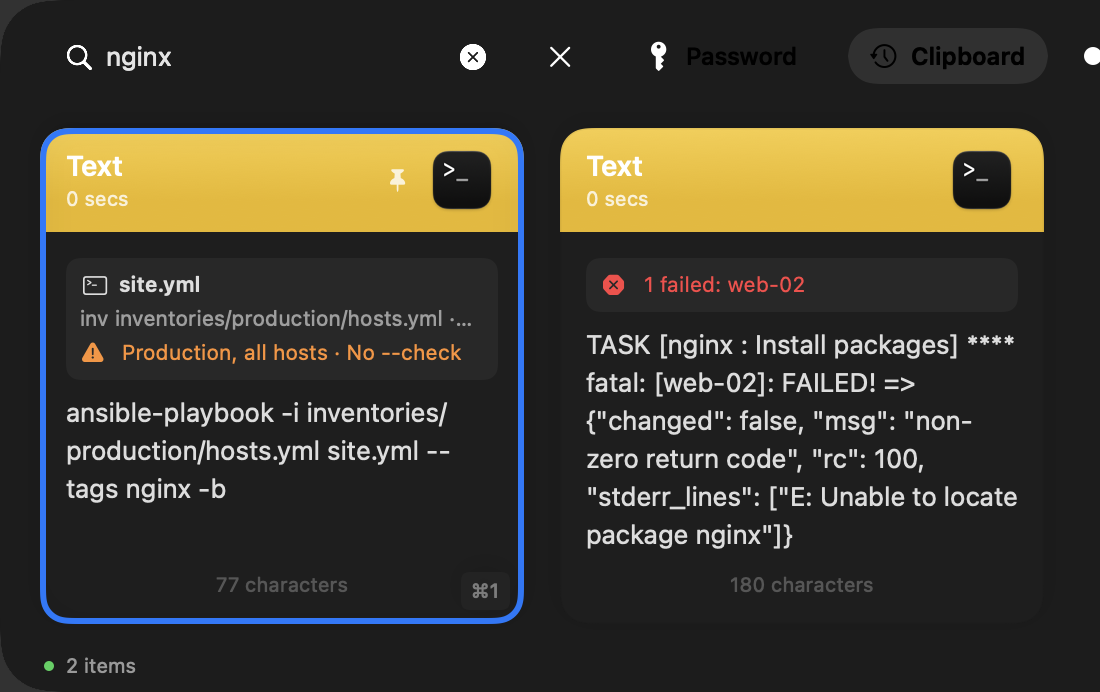 nginx
Password
Clipboard
Text
0 secs
>_
site.yml
inv inventories/production/hosts.yml ·...
Production, all hosts · No --check
ansible-playbook -i inventories/
production/hosts.yml site.yml --
tags nginx -b
77 characters
⌘1
Text
0 secs
>_
1 failed: web-02
TASK [nginx : Install packages] ****
fatal: [web-02]: FAILED! =>
{"changed": false, "msg": "non-
zero return code", "rc": 100,
"stderr_lines": ["E: Unable to locate
package nginx"]}
180 characters
2 items